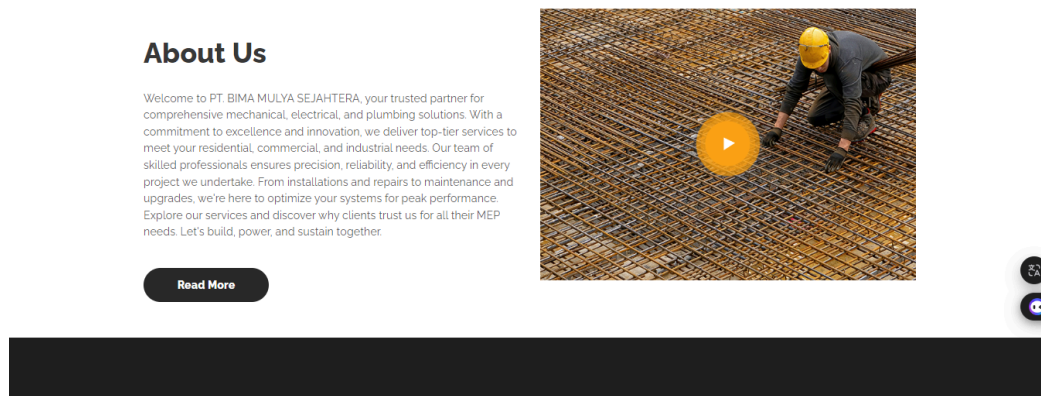 About Us
Welcome to PT. BIMA MULYA SEJAHTERA, your trusted partner for
comprehensive mechanical, electrical, and plumbing solutions. With a
commitment to excellence and innovation, we deliver top-tier services to
meet your residential, commercial, and industrial needs. Our team of
skilled professionals ensures precision, reliability, and efficiency in every
project we undertake. From installations and repairs to maintenance and
upgrades, we're here to optimize your systems for peak performance.
Explore our services and discover why clients trust us for all their MEP
needs. Let's build, power, and sustain together.
Read More